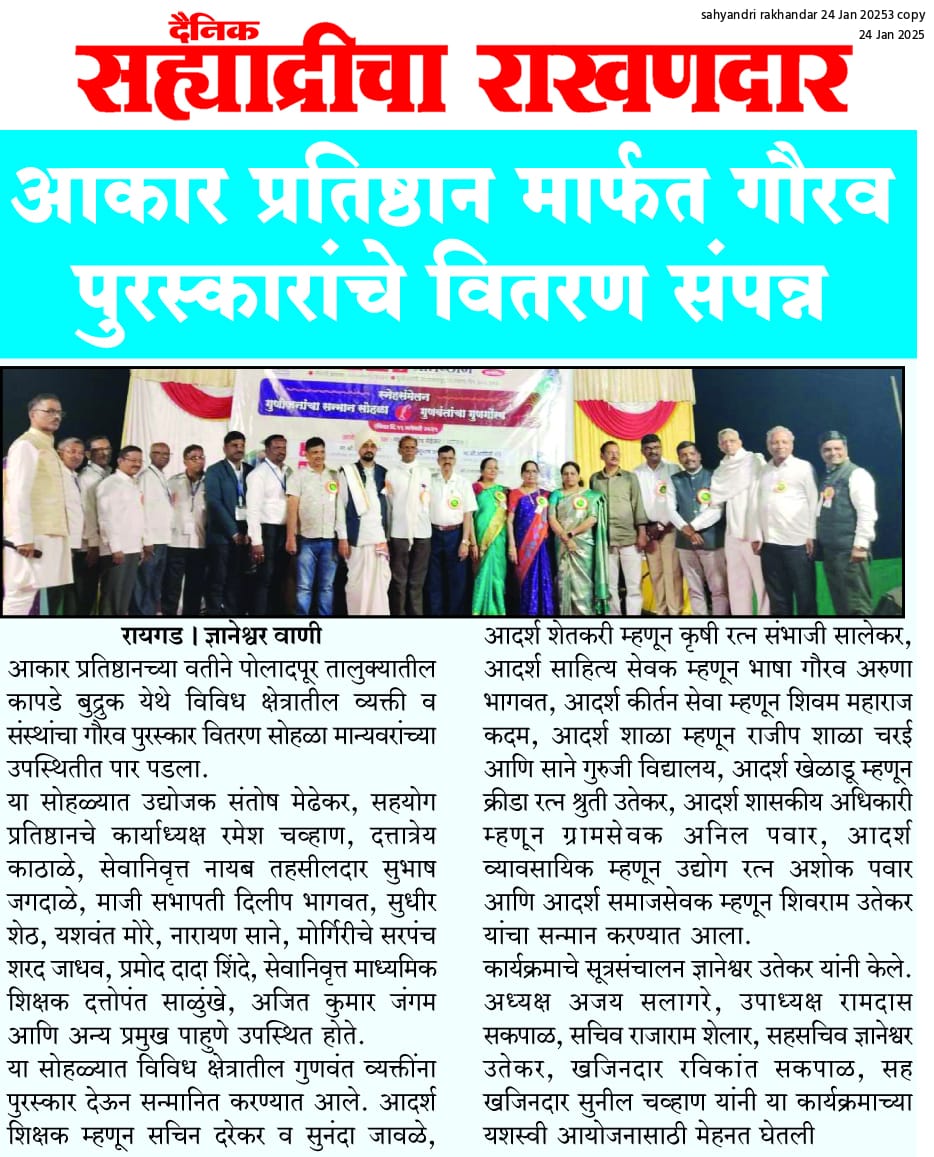 sahyandri rakhandar 24 Jan 20253 copy
24 Jan 2025
दैनिक
सह्याद्रीचा राखणदार
आकार प्रतिष्ठान मार्फत गौरव
पुरस्कारांचे वितरण संपन्न
स्नेहसंमेलन
गुणीजनांचा सन्मान सोहळा गुणवंतांचा गुणगौरव
रायगड । ज्ञानेश्वर वाणी
आकार प्रतिष्ठानच्या वतीने पोलादपूर तालुक्यातील
कापडे बुद्रुक येथे विविध क्षेत्रातील व्यक्ती व
संस्थांचा गौरव पुरस्कार वितरण सोहळा मान्यवरांच्या
उपस्थितीत पार पडला.
या सोहळ्यात उद्योजक संतोष मेढेकर, सहयोग
प्रतिष्ठानचे कार्याध्यक्ष रमेश चव्हाण, दत्तात्रेय
काठाळे, सेवानिवृत्त नायब तहसीलदार सुभाष
जगदाळे, माजी सभापती दिलीप भागवत, सुधीर
शेठ, यशवंत मोरे, नारायण साने, मोर्गिरीचे सरपंच
शरद जाधव, प्रमोद दादा शिंदे, सेवानिवृत्त माध्यमिक
शिक्षक दत्तोपंत साळुंखे, अजित कुमार जंगम
आणि अन्य प्रमुख पाहुणे उपस्थित होते.
या सोहळ्यात विविध क्षेत्रातील गुणवंत व्यक्तींना
पुरस्कार देऊन सन्मानित करण्यात आले. आदर्श
शिक्षक म्हणून सचिन दरेकर व सुनंदा जावळे,
आदर्श शेतकरी म्हणून कृषी रत्न संभाजी सालेकर,
आदर्श साहित्य सेवक म्हणून भाषा गौरव अरुणा
भागवत, आदर्श कीर्तन सेवा म्हणून शिवम महाराज
कदम, आदर्श शाळा म्हणून राजीप शाळा चरई
आणि साने गुरुजी विद्यालय, आदर्श खेळाडू म्हणून
क्रीडा रत्न श्रुती उतेकर, आदर्श शासकीय अधिकारी
म्हणून ग्रामसेवक अनिल पवार, आदर्श
व्यावसायिक म्हणून उद्योग रत्न अशोक पवार
आणि आदर्श समाजसेवक म्हणून शिवराम उतेकर
यांचा सन्मान करण्यात आला.
कार्यक्रमाचे सूत्रसंचालन ज्ञानेश्वर उतेकर यांनी केले.
अध्यक्ष अजय सलागरे, उपाध्यक्ष रामदास
सकपाळ, सचिव राजाराम शेलार, सहसचिव ज्ञानेश्वर
उतेकर, खजिनदार रविकांत सकपाळ, सह
खजिनदार सुनील चव्हाण यांनी या कार्यक्रमाच्या
यशस्वी आयोजनासाठी मेहनत घेतली